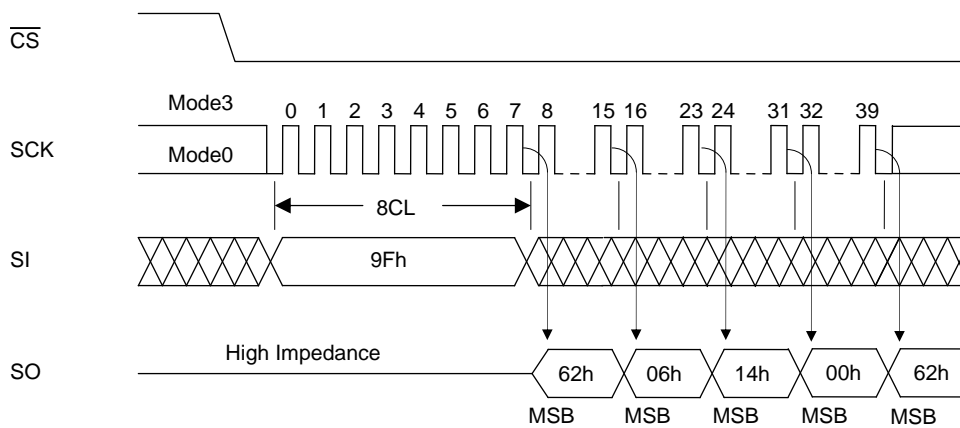 CS
Mode3
0 1 2 3 4 5 6 7 8 15 16 23 24 31 32 39
SCK
Mode0
8CL
SI
9Fh
High Impedance
SO
62h 06h 14h 00h 62h
MSB MSB MSB MSB MSB